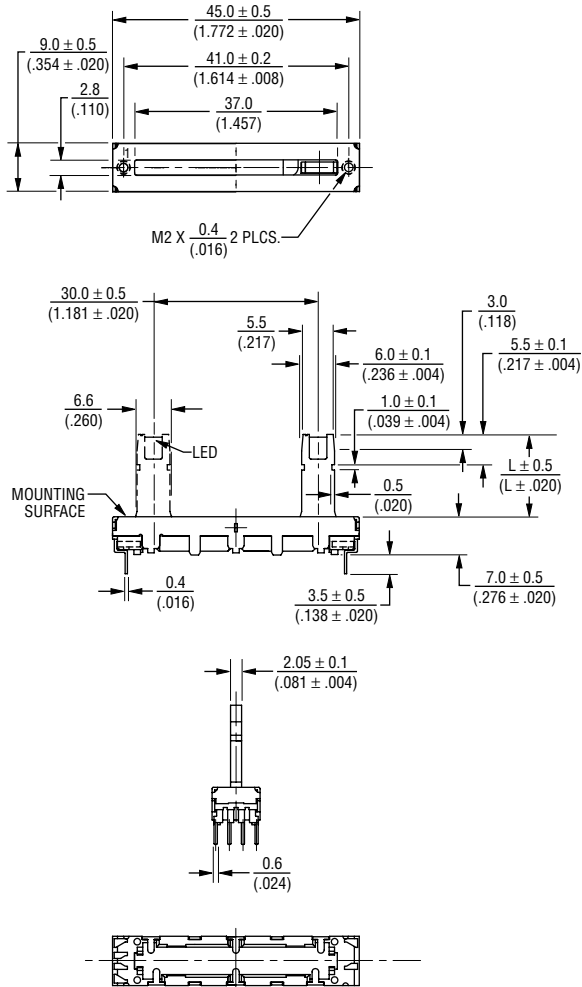 45.0 ± 0.5
(1.772 ± .020)
9.0 ± 0.5
(.354 ± .020)
41.0 ± 0.2
(1.614 ± .008)
2.8
(.110)
37.0
(1.457)
1
M2 X 0.4 2 PLCS.
(.016)
30.0 ± 0.5
(1.181 ± .020)
3.0
(.118)
5.5
(.217)
5.5 ± 0.1
(.217 ± .004)
6.0 ± 0.1
(.236 ± .004)
6.6
(.260)
1.0 ± 0.1
(.039 ± .004)
LED
L ± 0.5
(L ± .020)
0.5
(.020)
MOUNTING
SURFACE
0.4
(.016)
3.5 ± 0.5
(.138 ± .020)
7.0 ± 0.5
(.276 ± .020)
2.05 ± 0.1
(.081 ± .004)
0.6
(.024)